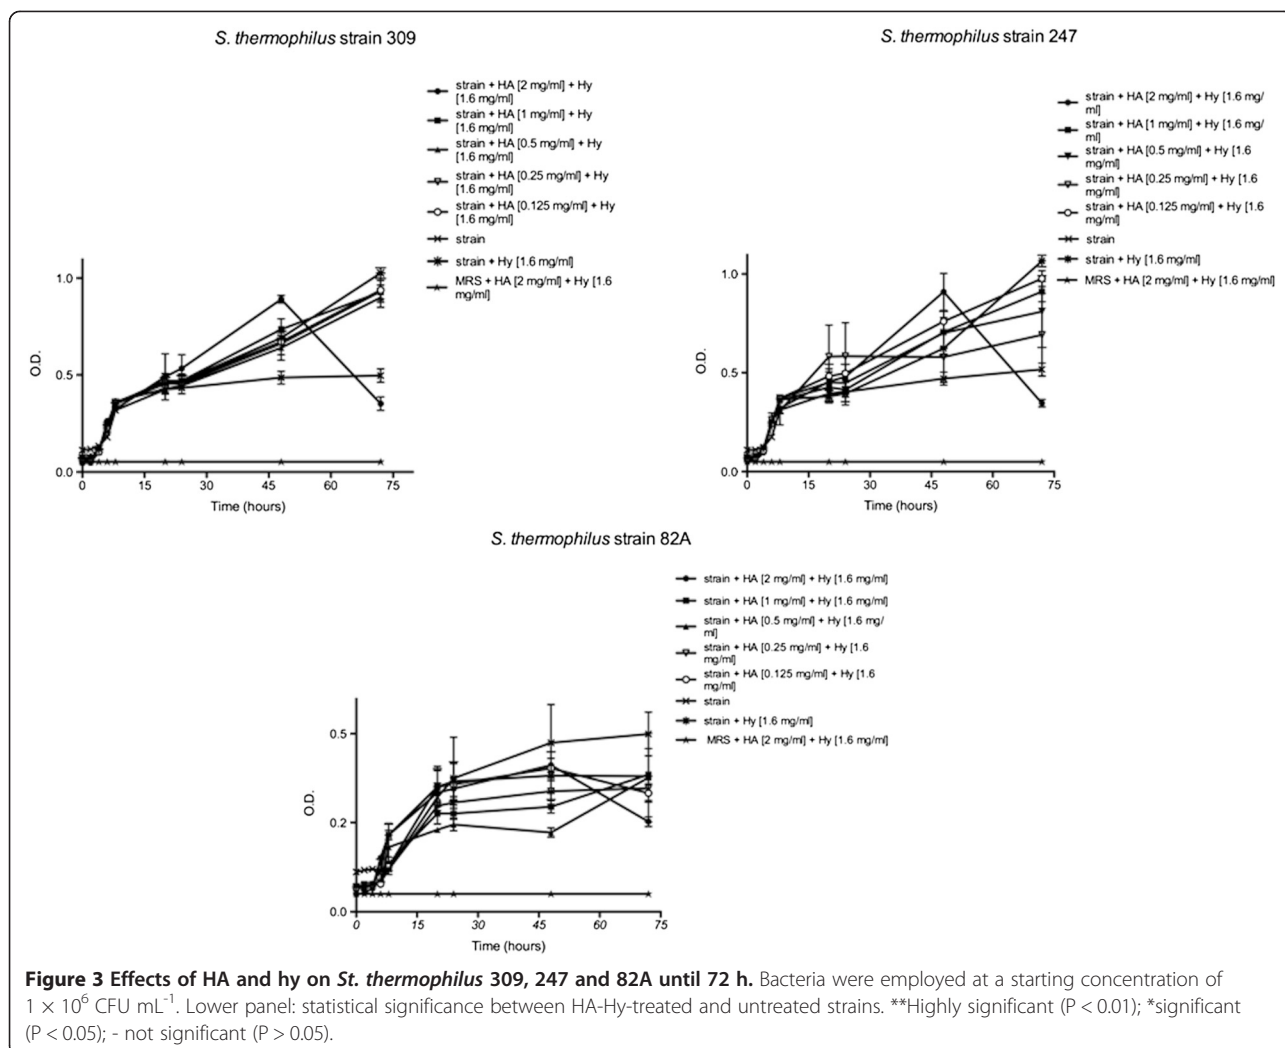 S. thermophilus strain 309
strain + HA [2 mg/ml] + Hy
[1.6 mg/ml]
strain + HA [1 mg/ml] + Hy
[1.6 mg/ml]
strain + HA [0.5 mg/ml] + Hy
[1.6 mg/ml]
strain + HA [0.25 mg/ml] + Hy
[1.6 mg/ml]
strain + HA [0.125 mg/ml] + Hy
[1.6 mg/ml]
strain
strain + Hy [1.6 mg/ml]
MRS + HA [2 mg/ml] + Hy [1.6
mg/ml]
1.0
0.5
0.0
O.D.
0 15 30 45 60 75
Time (hours)
S. thermophilus strain 247
strain + HA [2 mg/ml] + Hy [1.6 mg/
ml]
strain + HA [1 mg/ml] + Hy [1.6 mg/
ml]
strain + HA [0.5 mg/ml] + Hy [1.6
mg/ml]
strain + HA [0.25 mg/ml] + Hy [1.6
mg/ml]
strain + HA [0.125 mg/ml] + Hy [1.6
mg/ml]
strain
strain + Hy [1.6 mg/ml]
MRS + HA [2 mg/ml] + Hy [1.6 mg/ml]
1.0
0.5
0.0
O.D.
0 15 30 45 60 75
Time (hours)
S. thermophilus strain 82A
strain + HA [2 mg/ml] + Hy [1.6 mg/ml]
strain + HA [1 mg/ml] + Hy [1.6 mg/ml]
strain + HA [0.5 mg/ml] + Hy [1.6 mg/
ml]
strain + HA [0.25 mg/ml] + Hy [1.6
mg/ml]
strain + HA [0.125 mg/ml] + Hy [1.6
mg/ml]
strain
strain + Hy [1.6 mg/ml]
MRS + HA [2 mg/ml] + Hy [1.6 mg/ml]
0.5
0.2
0.0
O.D.
0 15 30 45 60 75
Time (hours)
Figure 3 Effects of HA and hy on St. thermophilus 309, 247 and 82A until 72 h. Bacteria were employed at a starting concentration of
1 × 10⁶ CFU mL⁻¹. Lower panel: statistical significance between HA-Hy-treated and untreated strains. **Highly significant (P < 0.01); *significant
(P < 0.05); - not significant (P > 0.05).